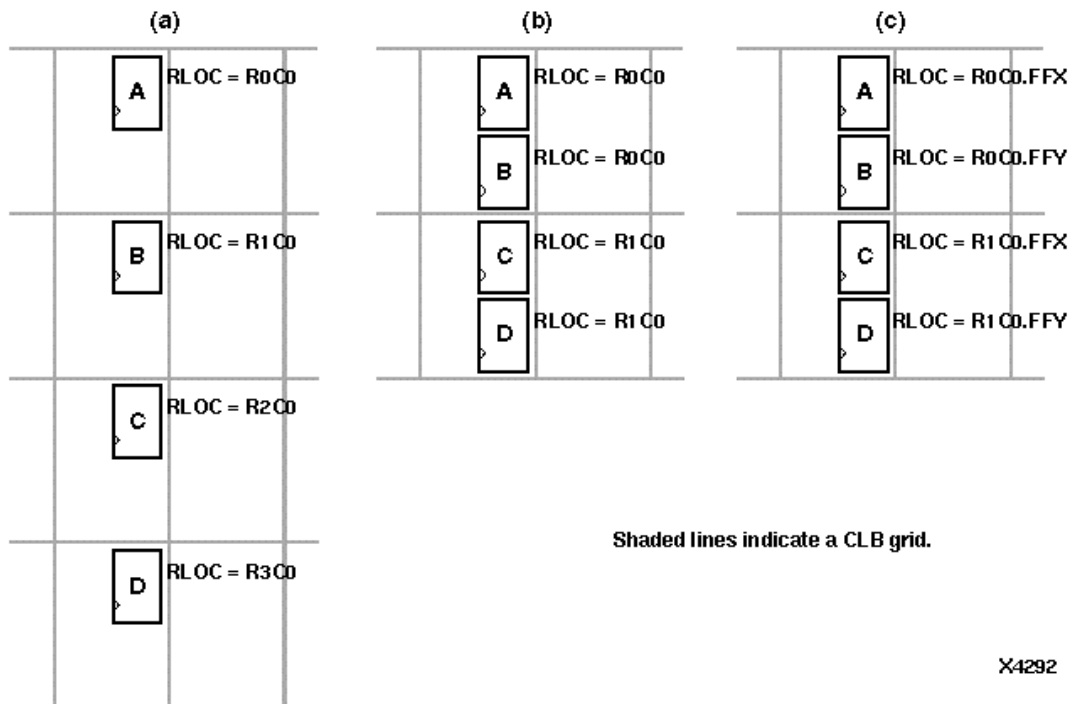 (a)
A
RLOC = R0C0
B
RLOC = R1C0
C
RLOC = R2C0
D
RLOC = R3C0
(b)
A
RLOC = R0C0
B
RLOC = R0C0
C
RLOC = R1C0
D
RLOC = R1C0
(c)
A
RLOC = R0C0.FFX
B
RLOC = R0C0.FFY
C
RLOC = R1C0.FFX
D
RLOC = R1C0.FFY
Shaded lines indicate a CLB grid.
X4292